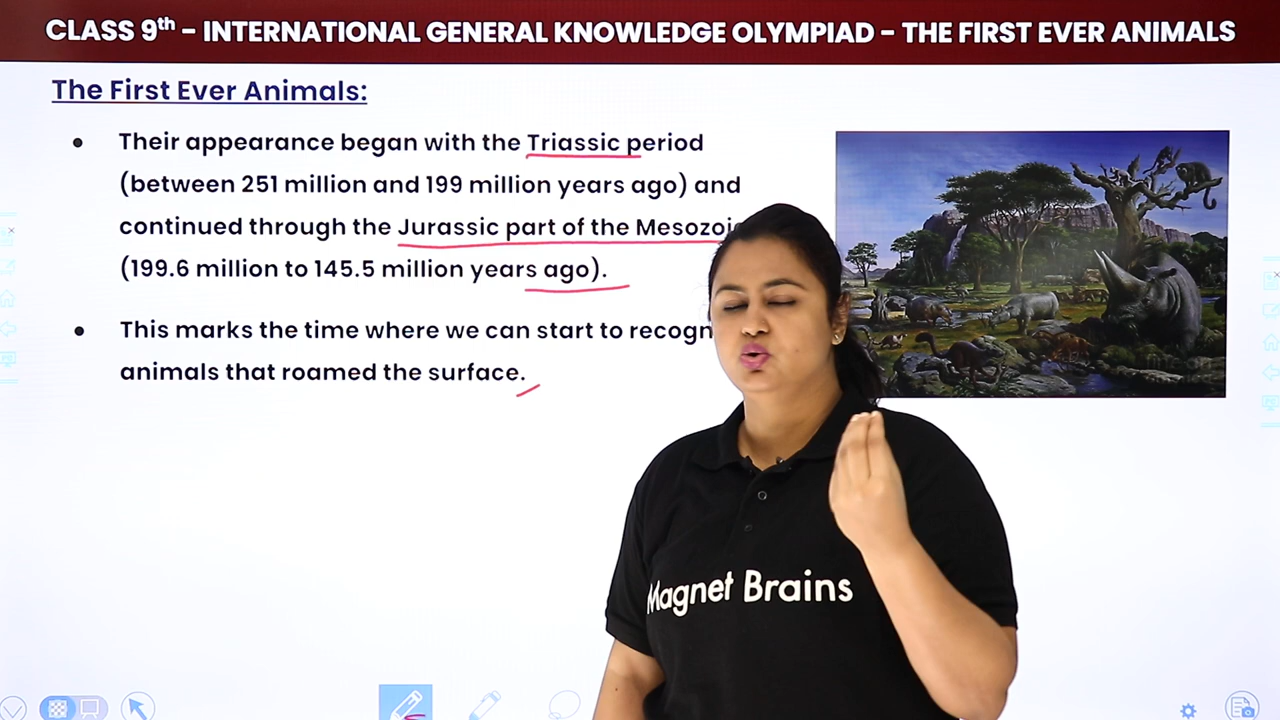 CLASS 9th – INTERNATIONAL GENERAL KNOWLEDGE OLYMPIAD – THE FIRST EVER ANIMALS
The First Ever Animals:
• Their appearance began with the Triassic period
(between 251 million and 199 million years ago) and
continued through the Jurassic part of the Mesozoic
(199.6 million to 145.5 million years ago).
• This marks the time where we can start to recogn
animals that roamed the surface.
Magnet Brains